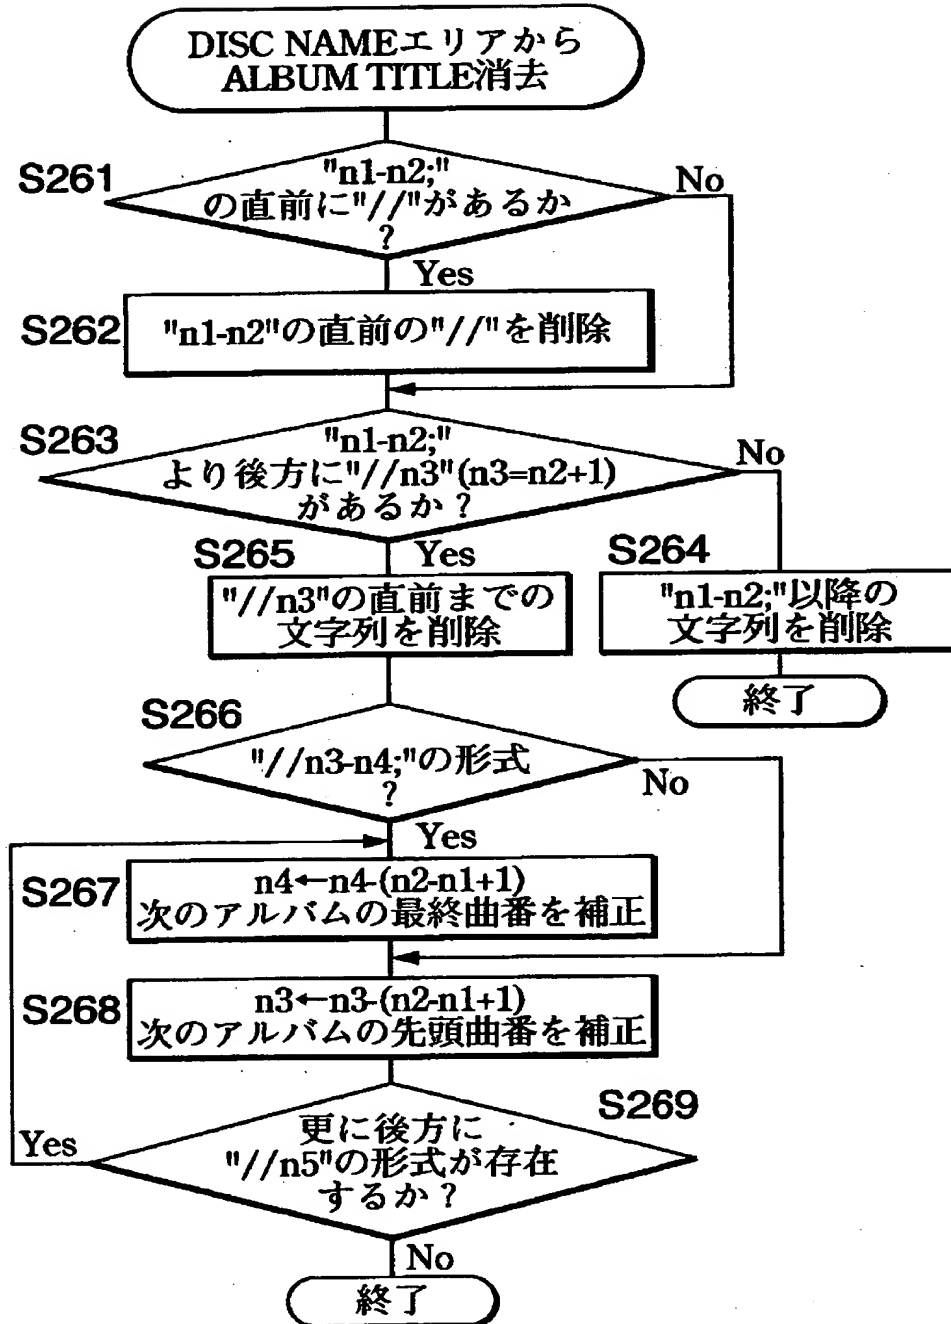 DISC NAMEエリアから
ALBUM TITLE消去
S261
"n1-n2;"
の直前に"//"があるか
?
No
Yes
S262
"n1-n2"の直前の"//"を削除
S263
"n1-n2;"
より後方に"//n3"(n3=n2+1)
があるか?
No
Yes
S265
"//n3"の直前までの
文字列を削除
S264
"n1-n2;"以降の
文字列を削除
終了
S266
"//n3-n4;"の形式
?
No
Yes
S267
n4←n4-(n2-n1+1)
次のアルバムの最終曲番を補正
S268
n3←n3-(n2-n1+1)
次のアルバムの先頭曲番を補正
S269
更に後方に
"//n5"の形式が存在
するか?
Yes
No
終了